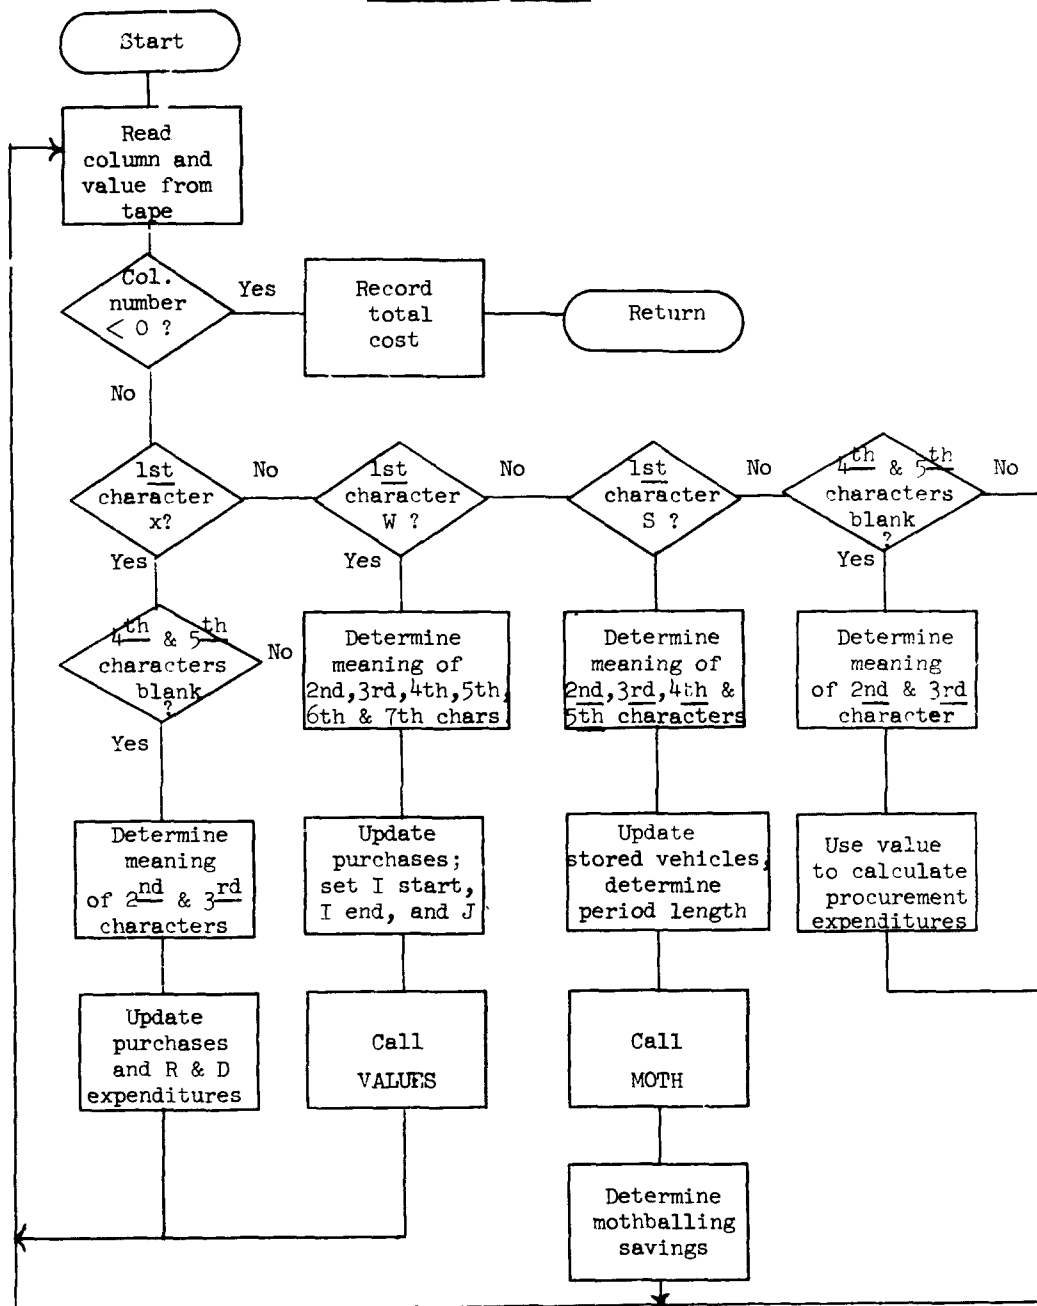 Start
Read
column and
value from
tape
Col.
number
< 0 ?
Yes
Record
total
cost
Return
No
1st
character
x?
No
1st
character
W ?
No
1st
character
S ?
No
4th & 5th
characters
blank
?
No
Yes
Yes
Yes
Yes
4th & 5th
characters
blank
?
No
Yes
Determine
meaning of
2nd,3rd,4th,5th,
6th & 7th chars
Determine
meaning of
2nd,3rd,4th &
5th characters
Determine
meaning
of 2nd & 3rd
character
Determine
meaning
of 2nd & 3rd
characters
Update
purchases;
set I start,
I end, and J
Update
stored vehicles,
determine
period length
Use value
to calculate
procurement
expenditures
Update
purchases
and R & D
expenditures
Call
VALUES
Call
MOTH
Determine
mothballing
savings